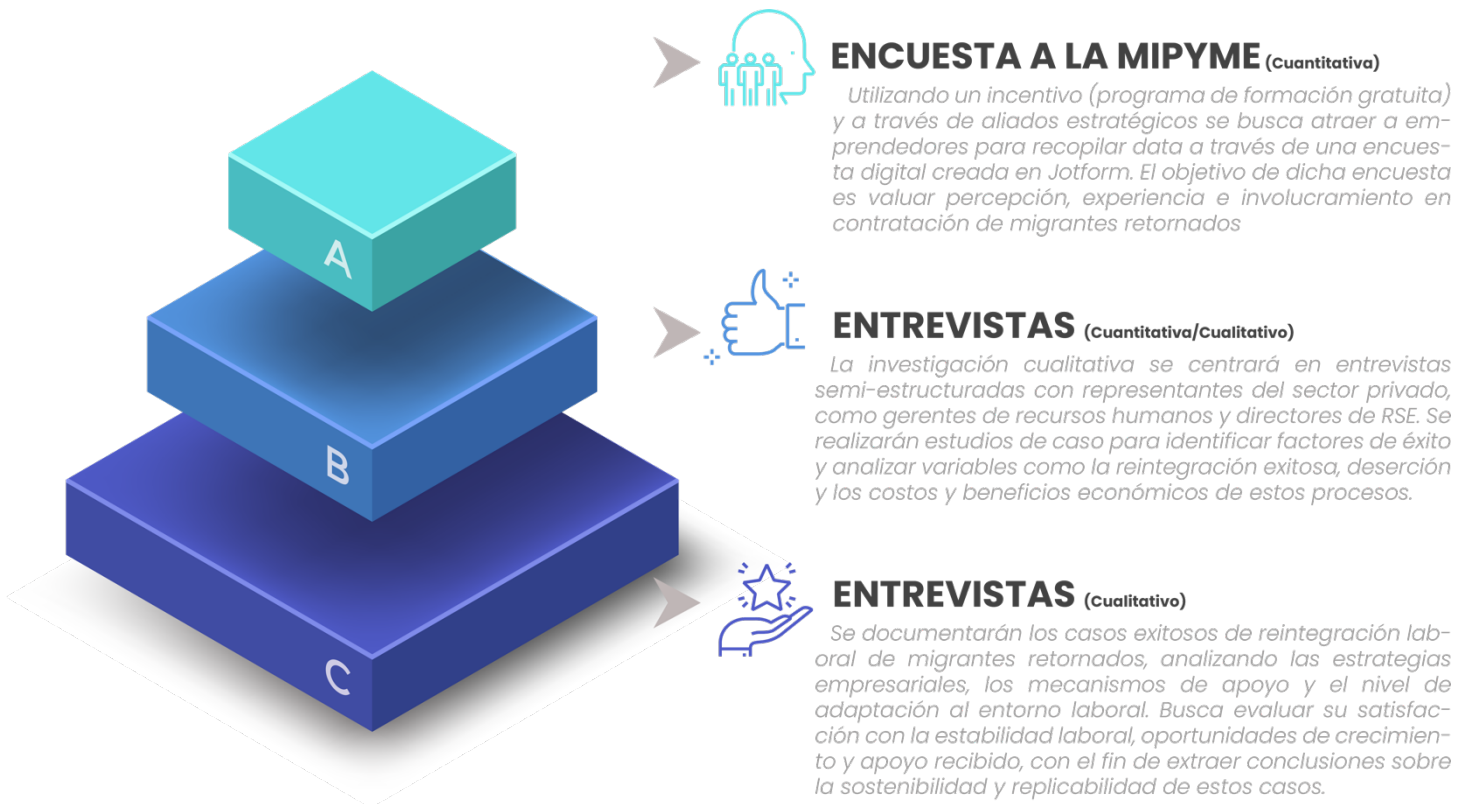 A
B
C
ENCUESTA A LA MIPYME (Cuantitativa)
Utilizando un incentivo (programa de formación gratuita)
y a través de aliados estratégicos se busca atraer a em-
prendedores para recopilar data a través de una encues-
ta digital creada en Jotform. El objetivo de dicha encuesta
es valuar percepción, experiencia e involucramiento en
contratación de migrantes retornados
ENTREVISTAS (Cuantitativa/Cualitativo)
La investigación cualitativa se centrará en entrevistas
semi-estructuradas con representantes del sector privado,
como gerentes de recursos humanos y directores de RSE. Se
realizarán estudios de caso para identificar factores de éxito
y analizar variables como la reintegración exitosa, deserción
y los costos y beneficios económicos de estos procesos.
ENTREVISTAS (Cualitativo)
Se documentarán los casos exitosos de reintegración lab-
oral de migrantes retornados, analizando las estrategias
empresariales, los mecanismos de apoyo y el nivel de
adaptación al entorno laboral. Busca evaluar su satisfac-
ción con la estabilidad laboral, oportunidades de crecimien-
to y apoyo recibido, con el fin de extraer conclusiones sobre
la sostenibilidad y replicabilidad de estos casos.